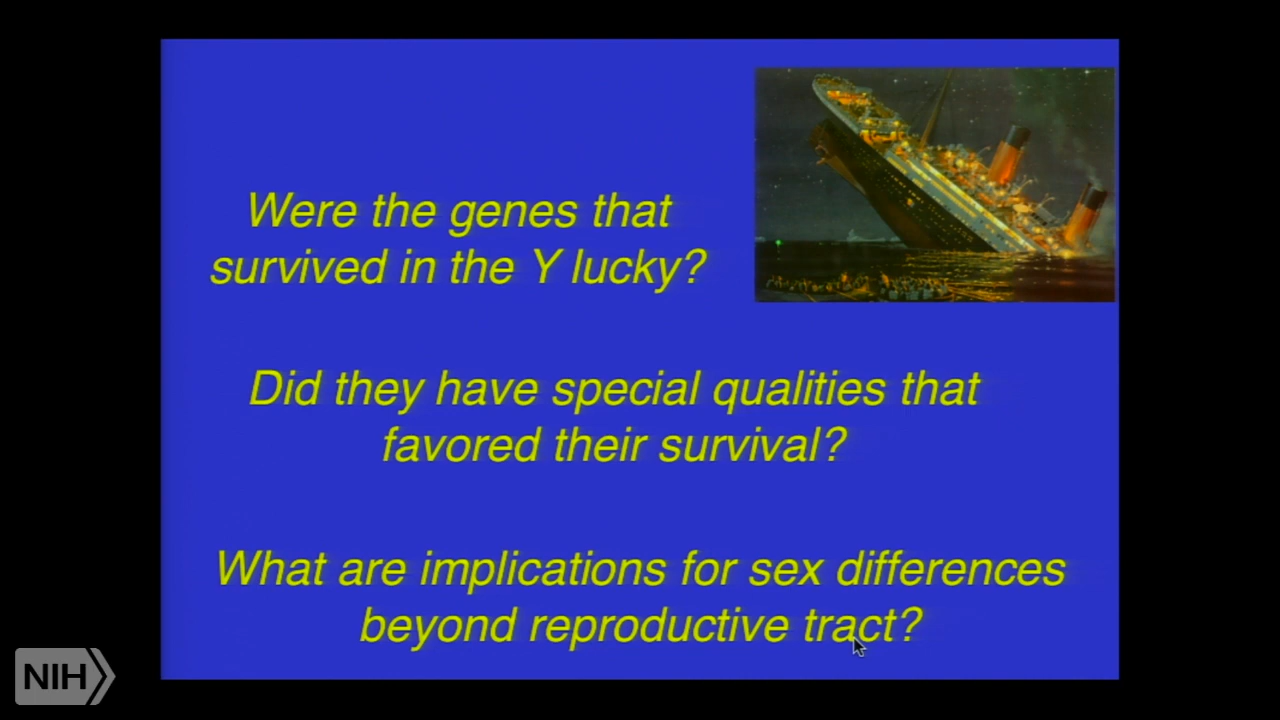 Were the genes that
survived in the Y lucky?
Did they have special qualities that
favored their survival?
What are implications for sex differences
beyond reproductive tract?
NIH